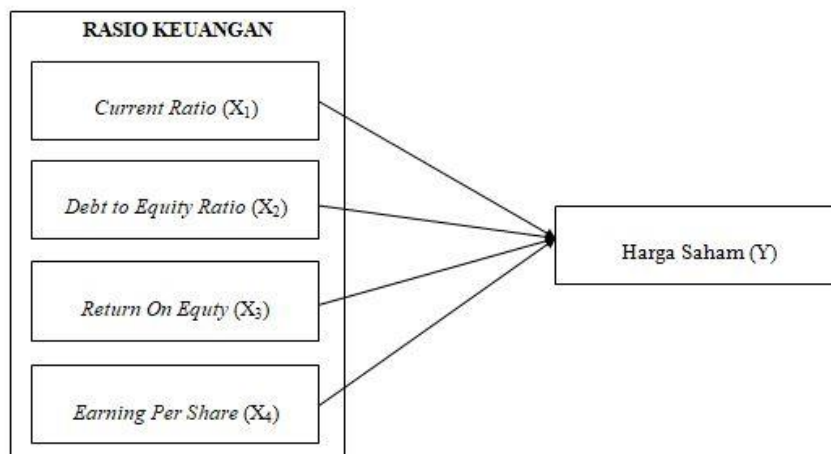 RASIO KEUANGAN
Current Ratio (X₁)
Debt to Equity Ratio (X₂)
Return On Equty (X₃)
Earning Per Share (X₄)
Harga Saham (Y)